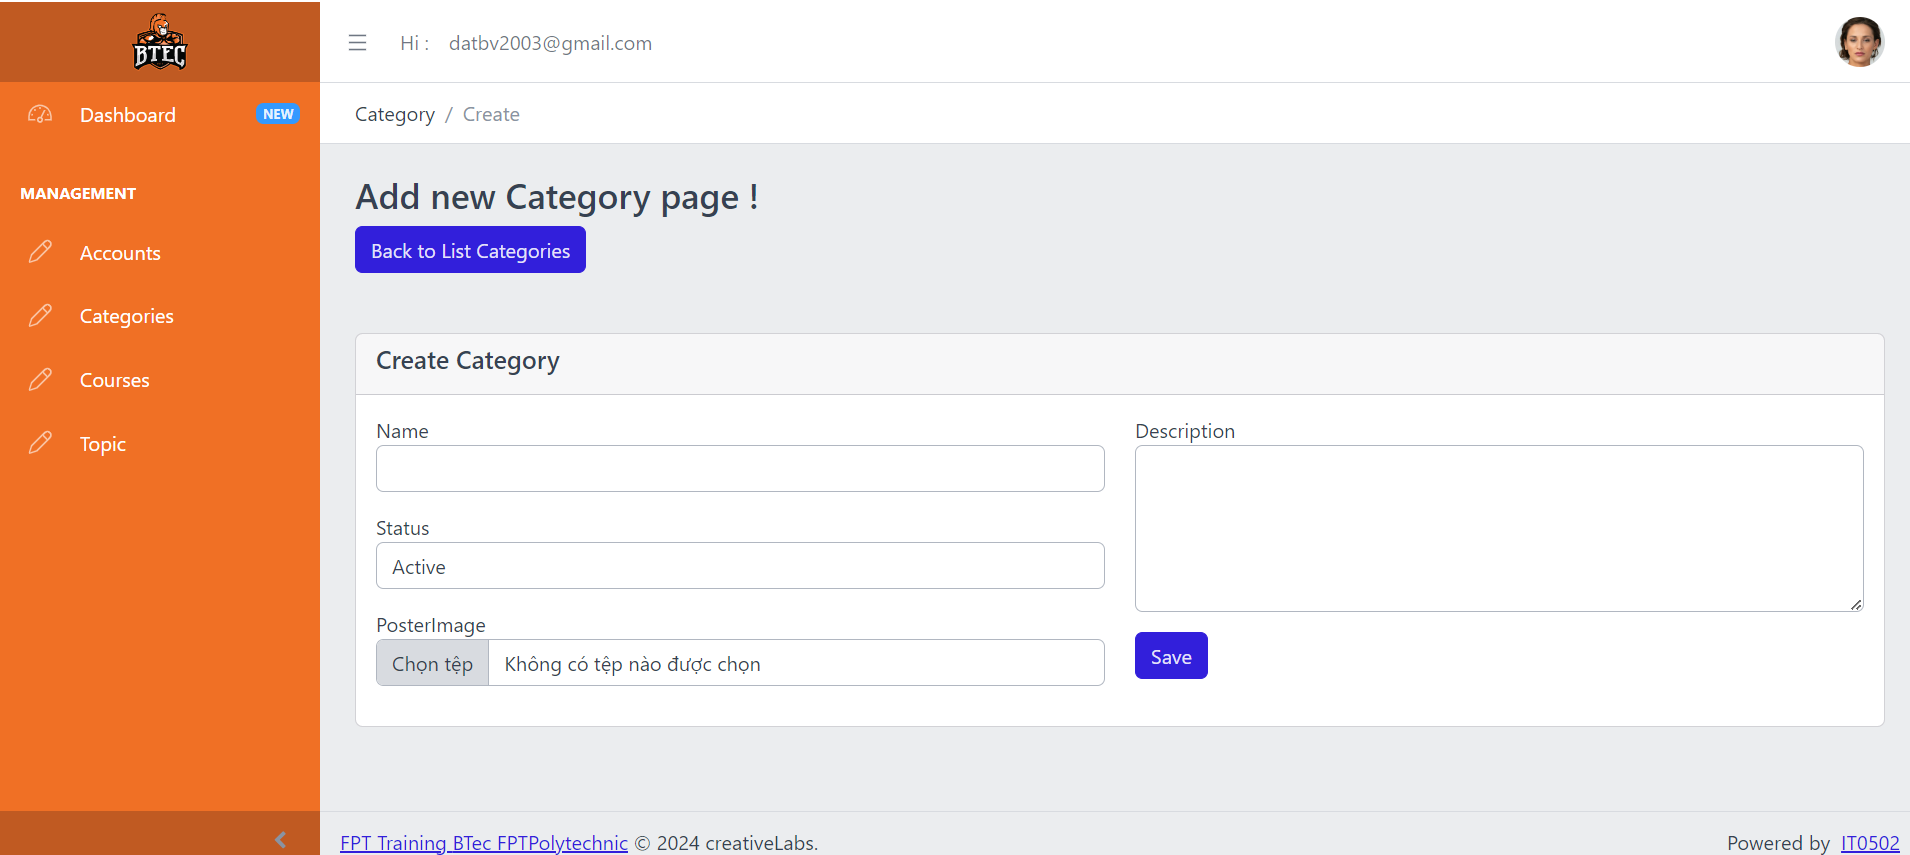 BTEC
Hi : datbv2003@gmail.com
Dashboard NEW
MANAGEMENT
Accounts
Categories
Courses
Topic
Category / Create
Add new Category page !
Back to List Categories
Create Category
Name
Status
Active
PosterImage
Chọn tệp Không có tệp nào được chọn
Description
Save
FPT Training BTec FPTPolytechnic © 2024 creativeLabs.
Powered by IT0502